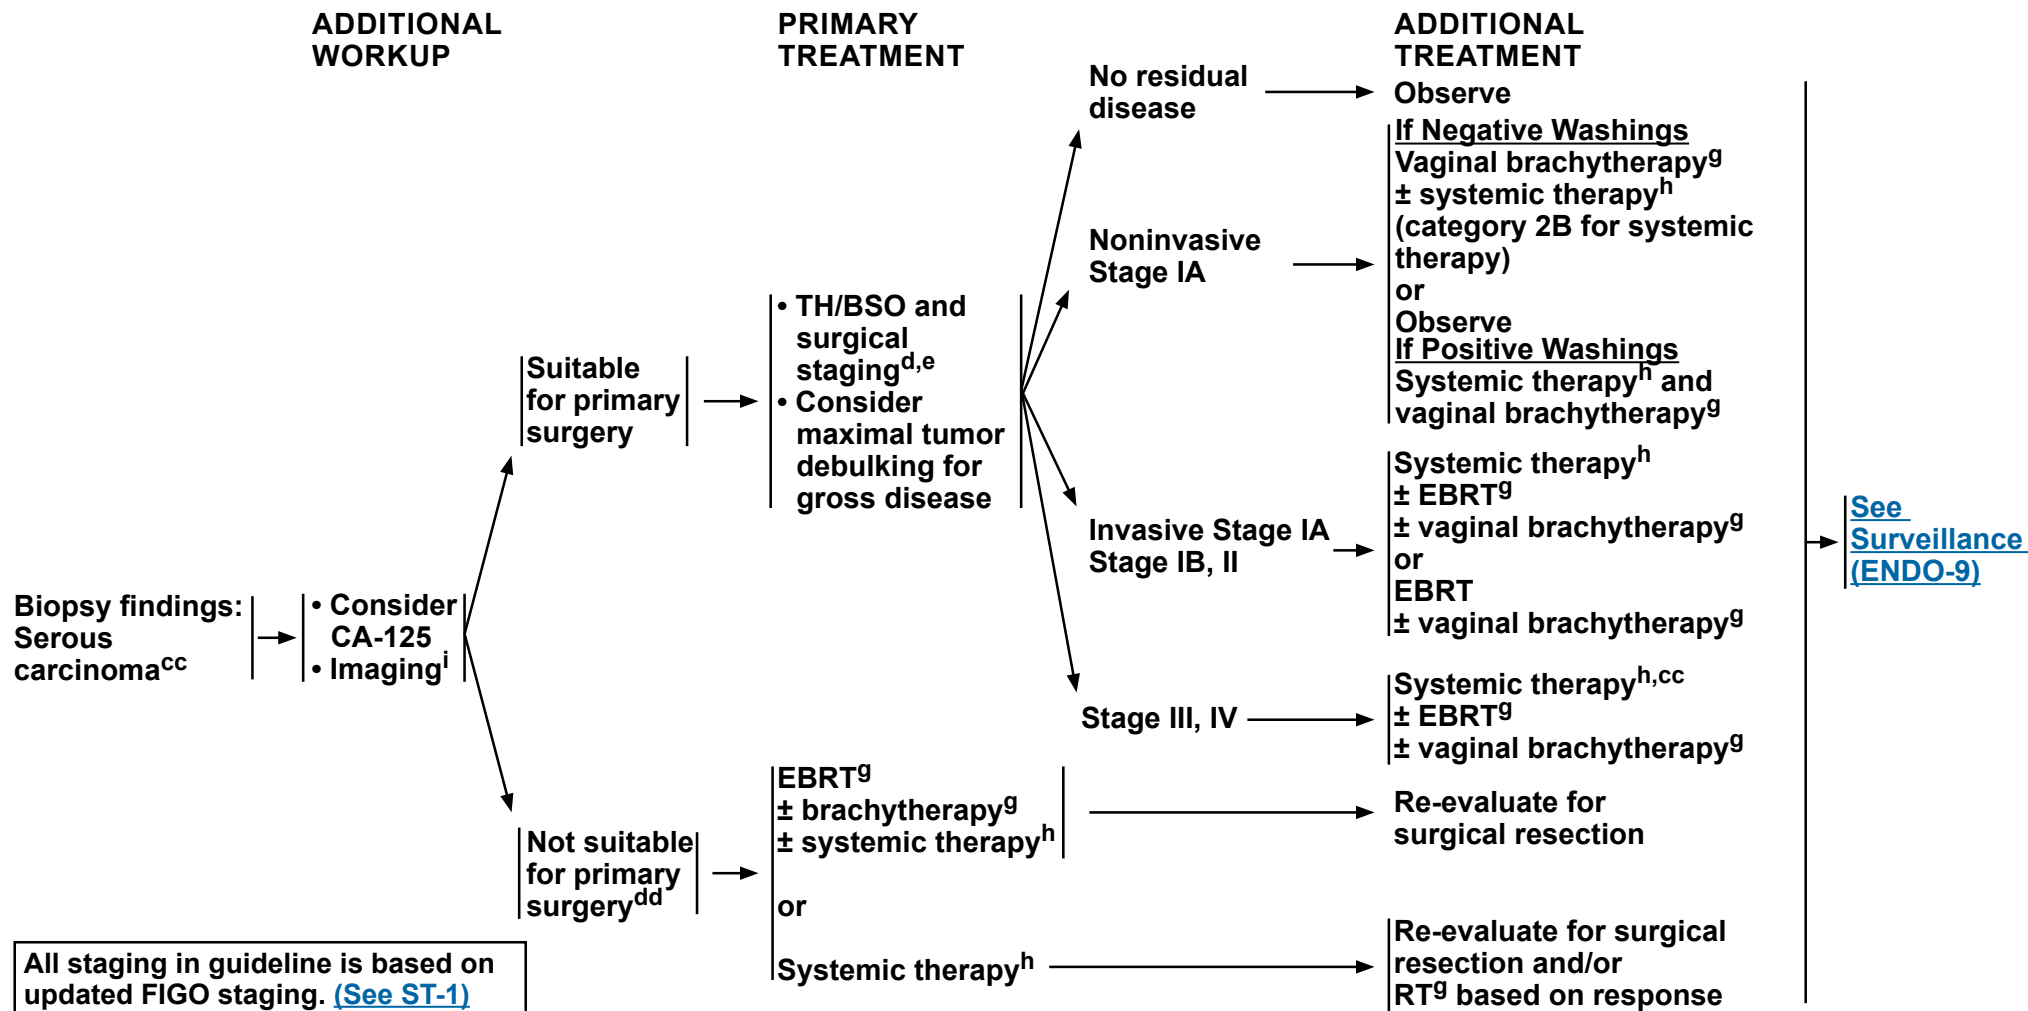 ADDITIONAL
WORKUP
PRIMARY
TREATMENT
ADDITIONAL
TREATMENT
Biopsy findings:
Serous
carcinomacc
• Consider
CA-125
• Imagingi
Suitable
for primary
surgery
• TH/BSO and
surgical
stagingd,e
• Consider
maximal tumor
debulking for
gross disease
No residual
disease
Observe
Noninvasive
Stage IA
If Negative Washings
Vaginal brachytherapyg
± systemic therapyh
(category 2B for systemic
therapy)
or
Observe
If Positive Washings
Systemic therapyh and
vaginal brachytherapyg
Invasive Stage IA
Stage IB, II
Systemic therapyh
± EBRTg
± vaginal brachytherapyg
or
EBRT
± vaginal brachytherapyg
Stage III, IV
Systemic therapyh,cc
± EBRTg
± vaginal brachytherapyg
Not suitable
for primary
surgerydd
EBRTg
± brachytherapyg
± systemic therapyh
Re-evaluate for
surgical resection
or
Systemic therapyh
Re-evaluate for surgical
resection and/or
RTg based on response
See
Surveillance
(ENDO-9)
All staging in guideline is based on
updated FIGO staging. (See ST-1)